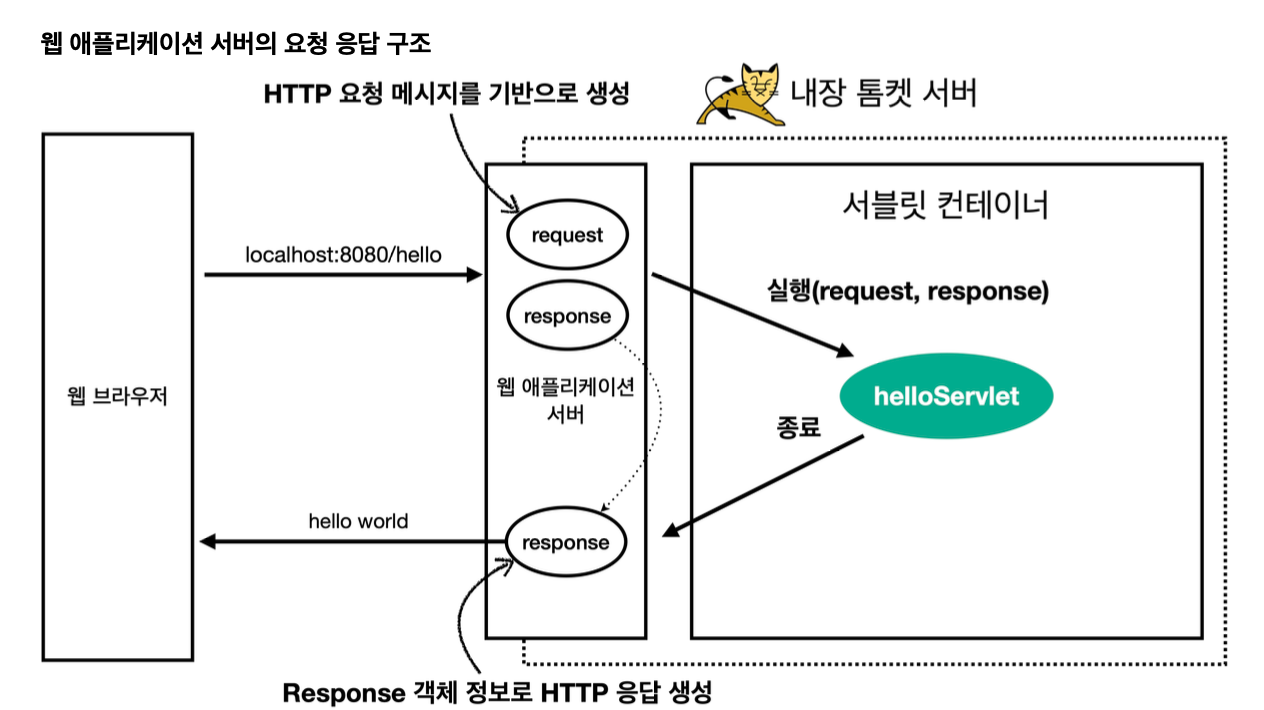 웹 애플리케이션 서버의 요청 응답 구조
HTTP 요청 메시지를 기반으로 생성
내장 톰켓 서버
서블릿 컨테이너
request
localhost:8080/hello
실행(request, response)
response
웹 브라우저
웹 애플리케이션
서버
helloServlet
종료
hello world
response
Response 객체 정보로 HTTP 응답 생성